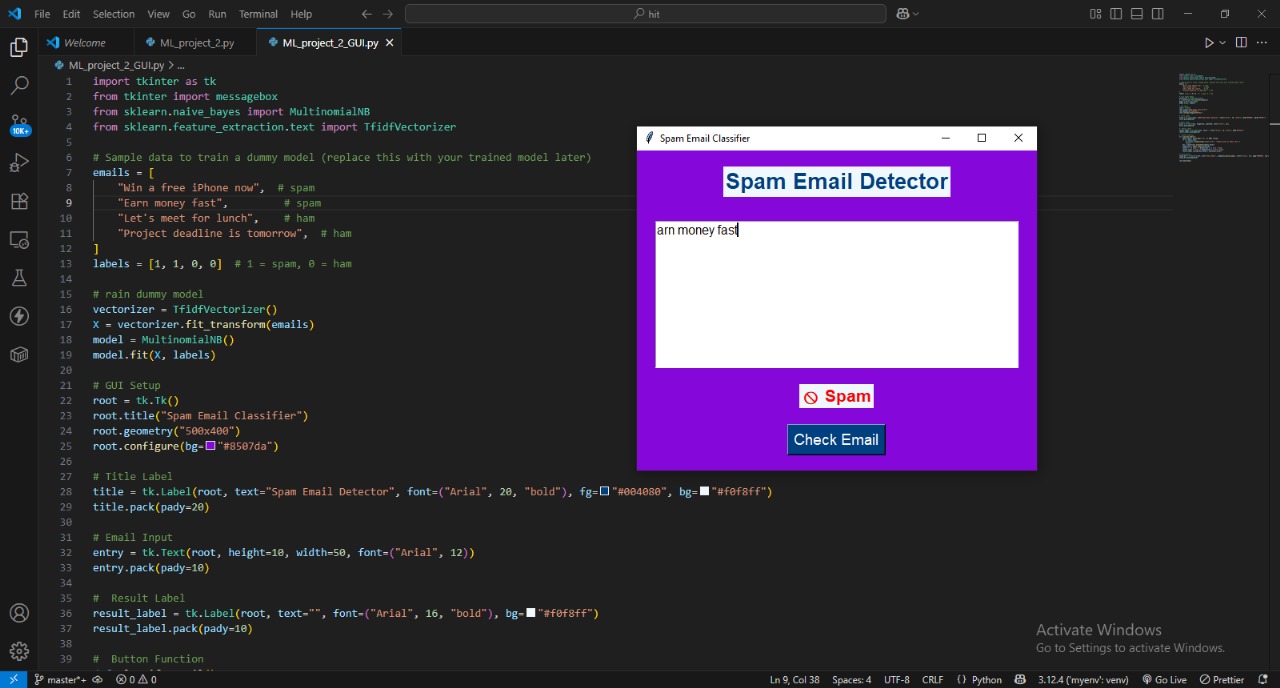 File Edit Selection View Go Run Terminal Help
hit
Welcome ML_project_2.py ML_project_2_GUI.py
ML_project_2_GUI.py > ...
1 import tkinter as tk
2 from tkinter import messagebox
3 from sklearn.naive_bayes import MultinomialNB
4 from sklearn.feature_extraction.text import TfidfVectorizer
5
6 # Sample data to train a dummy model (replace this with your trained model later)
7 emails = [
8 "Win a free iPhone now", # spam
9 "Earn money fast", # spam
10 "Let's meet for lunch", # ham
11 "Project deadline is tomorrow", # ham
12 ]
13 labels = [1, 1, 0, 0] # 1 = spam, 0 = ham
14
15 # rain dummy model
16 vectorizer = TfidfVectorizer()
17 X = vectorizer.fit_transform(emails)
18 model = MultinomialNB()
19 model.fit(X, labels)
20
21 # GUI Setup
22 root = tk.Tk()
23 root.title("Spam Email Classifier")
24 root.geometry("500x400")
25 root.configure(bg="#8507da")
26
27 # Title Label
28 title = tk.Label(root, text="Spam Email Detector", font=("Arial", 20, "bold"), fg="#004080", bg="#f0f8ff")
29 title.pack(pady=20)
30
31 # Email Input
32 entry = tk.Text(root, height=10, width=50, font=("Arial", 12))
33 entry.pack(pady=10)
34
35 # Result Label
36 result_label = tk.Label(root, text="", font=("Arial", 16, "bold"), bg="#f0f8ff")
37 result_label.pack(pady=10)
38
39 # Button Function
Spam Email Classifier
Spam Email Detector
arn money fast
Spam
Check Email
Activate Windows
Go to Settings to activate Windows.
10K+
master*+ 0 0 Ln 9, Col 38 Spaces: 4 UTF-8 CRLF {} Python 3.12.4 ('myenv': venv) Go Live Prettier